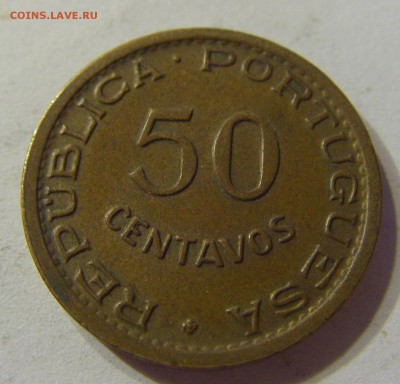 COINS.LAVE.RU
REPÚBLICA · PORTUGUESA
50
CENTAVOS